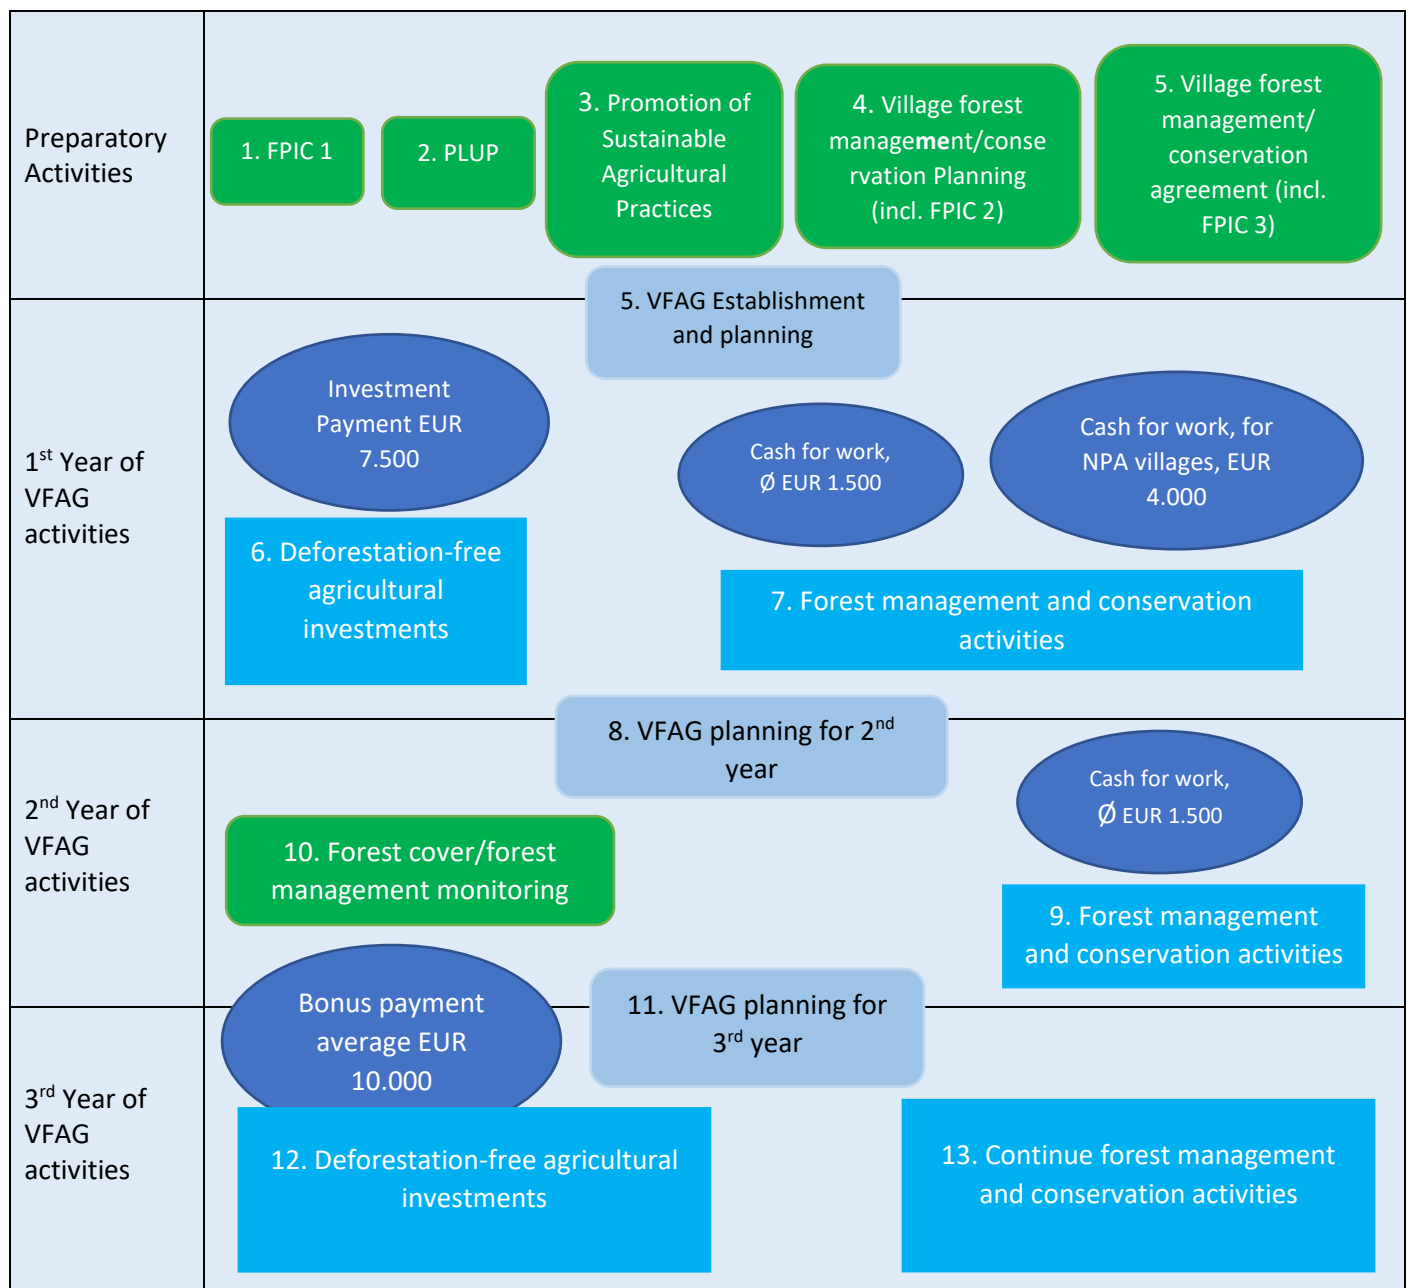 Preparatory
Activities
1. FPIC 1
2. PLUP
3. Promotion of
Sustainable
Agricultural
Practices
4. Village forest
management/conse
rvation Planning
(incl. FPIC 2)
5. Village forest
management/
conservation
agreement (incl.
FPIC 3)
5. VFAG Establishment
and planning
1st Year of
VFAG
activities
Investment
Payment EUR
7.500
Cash for work,
Ø EUR 1.500
Cash for work, for
NPA villages, EUR
4.000
6. Deforestation-free
agricultural
investments
7. Forest management and conservation
activities
8. VFAG planning for 2nd
year
2nd Year of
VFAG
activities
Cash for work,
Ø EUR 1.500
10. Forest cover/forest
management monitoring
9. Forest management
and conservation activities
11. VFAG planning for
3rd year
3rd Year of
VFAG
activities
Bonus payment
average EUR
10.000
12. Deforestation-free agricultural
investments
13. Continue forest management
and conservation activities